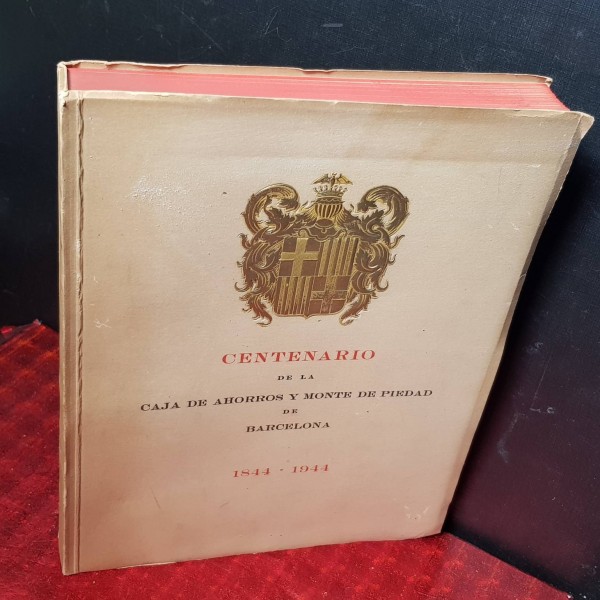 CENTENARIO
DE LA
CAJA DE AHORROS Y MONTE DE PIEDAD
DE
BARCELONA
1844 - 1944